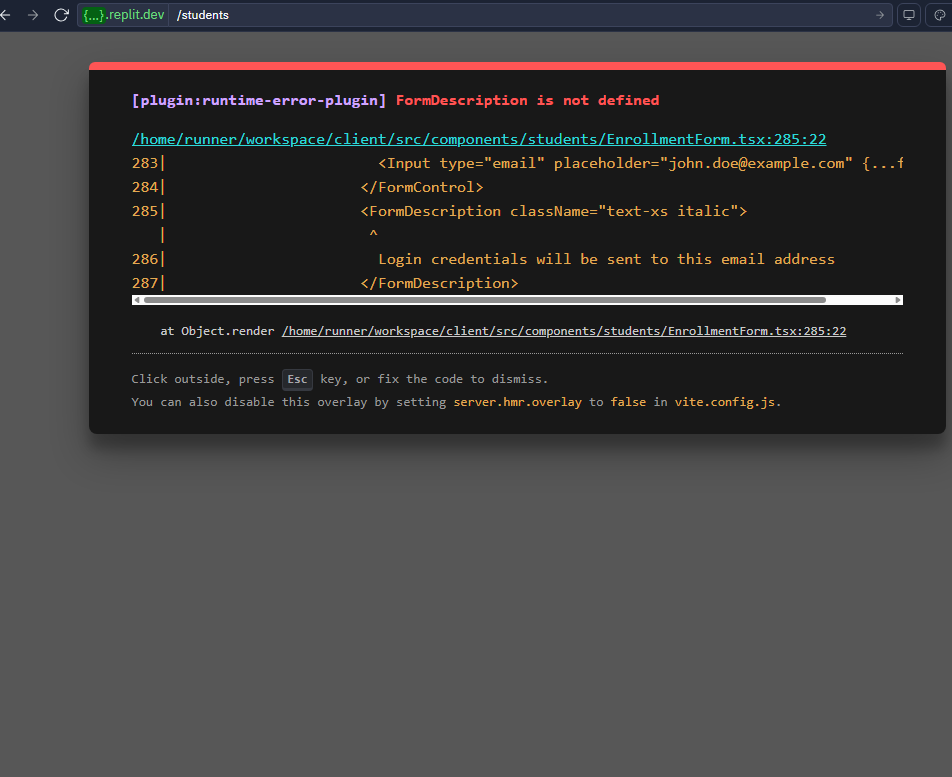 {...}.replit.dev /students
[plugin:runtime-error-plugin] FormDescription is not defined
/home/runner/workspace/client/src/components/students/EnrollmentForm.tsx:285:22
283|                        <Input type="email" placeholder="john.doe@example.com" {...f
284|                      </FormControl>
285|                      <FormDescription className="text-xs italic">
   |                       ^
286|                        Login credentials will be sent to this email address
287|                      </FormDescription>
at Object.render /home/runner/workspace/client/src/components/students/EnrollmentForm.tsx:285:22
Click outside, press Esc key, or fix the code to dismiss.
You can also disable this overlay by setting server.hmr.overlay to false in vite.config.js.